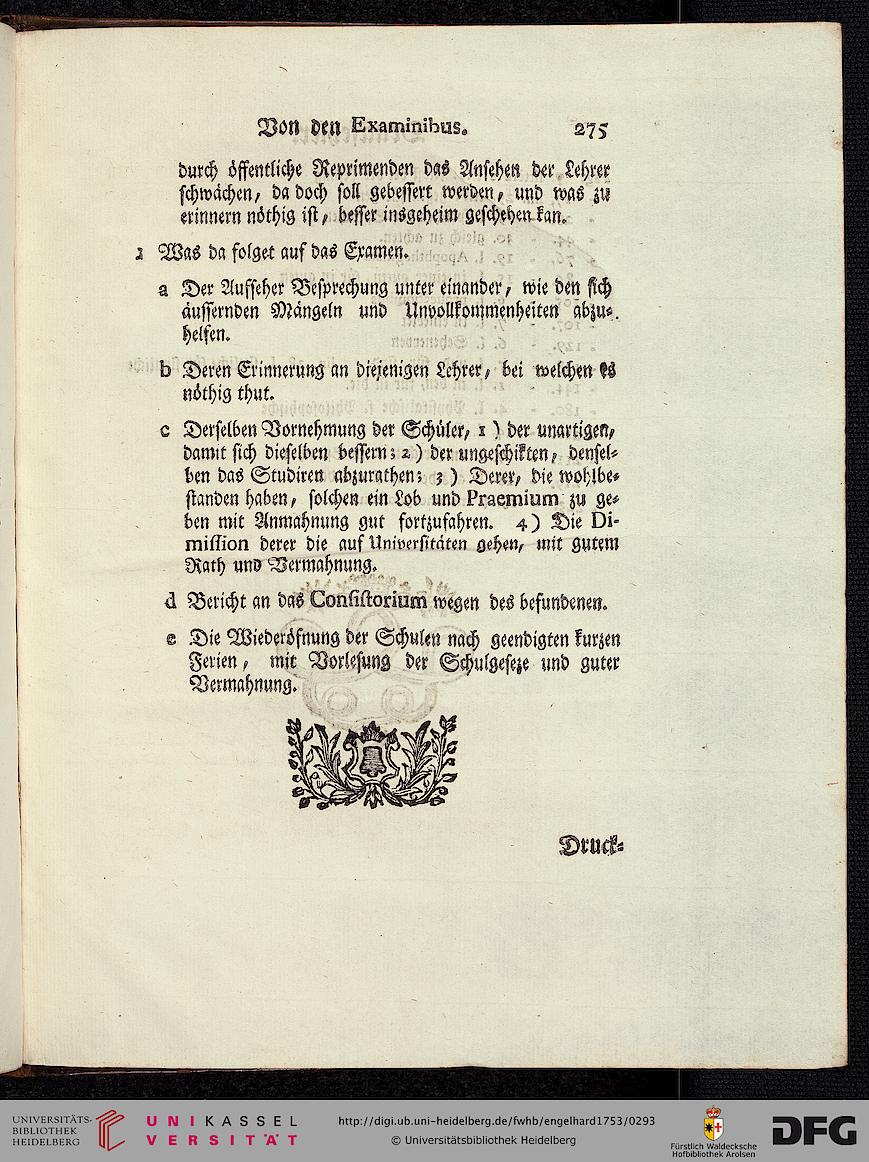 Von den Examinibus. 275
durch öffentliche Reprimenden das Ansehen der Lehrer
schwächen, da doch soll gebessert werden, und was zu
erinnern nöthig ist, besser insgeheim geschehen kan.
2 Was da folget auf das Examen.
a Der Aufseher Besprechung unter einander, wie den sich
äussernden Mängeln und Unvollkommenheiten abzu-
helfen.
b Deren Erinnerung an diejenigen Lehrer, bei welchen es
nöthig thut.
c Derselben Vornehmung der Schüler, 1) der unartigen,
damit sich dieselben bessern; 2) der ungeschikten, densel-
ben das Studiren abzurathen; 3) Derer, die wohlbe-
standen haben, solchen ein Lob und Praemium zu ge-
ben mit Anmahnung gut fortzufahren. 4) Die Di-
mission derer die auf Universitäten gehen, mit gutem
Rath und Vermahnung.
d Bericht an das Consistorium wegen des befundenen.
e Die Wiederöfnung der Schulen nach geendigten kurzen
Ferien, mit Vorlesung der Schulgeseze und guter
Vermahnung.
Druck-
UNIVERSITÄTS-
BIBLIOTHEK
HEIDELBERG
UNIKASSEL
VERSITÄT
http://digi.ub.uni-heidelberg.de/fwhb/engelhard1753/0293
© Universitätsbibliothek Heidelberg
Fürstlich Waldecksche
Hofbibliothek Arolsen
DFG